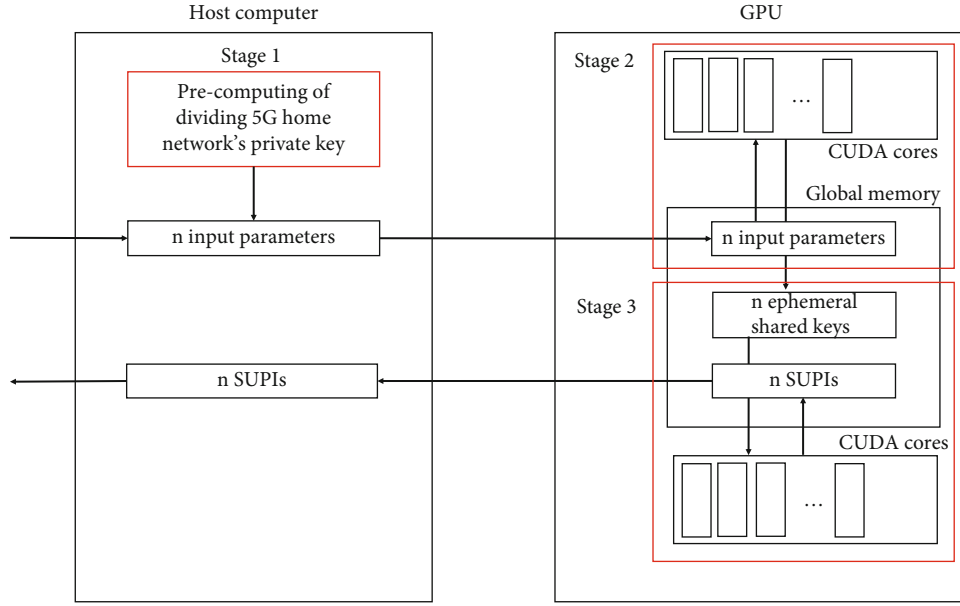 Host computer
GPU
Stage 1
Pre-computing of
dividing 5G home
network's private key
n input parameters
n SUPIs
Stage 2
...
CUDA cores
Global memory
n input parameters
Stage 3
n ephemeral
shared keys
n SUPIs
CUDA cores
...